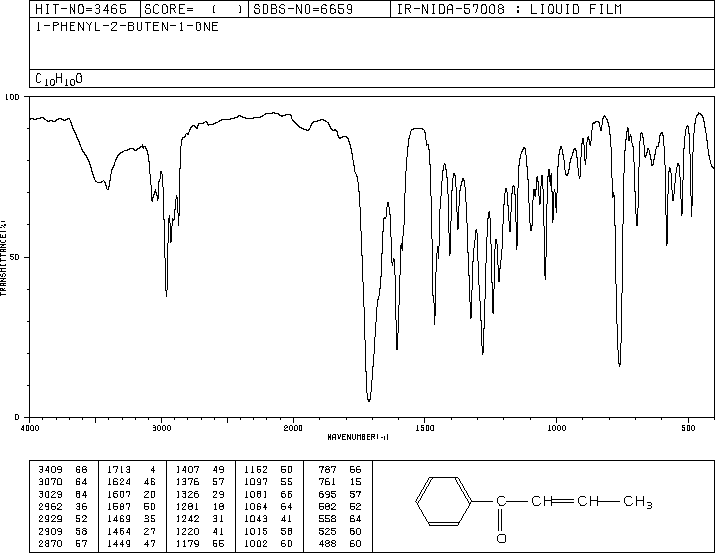 HIT-NO=3465 SCORE= ( ) SDBS-NO=6659 IR-NIDA-57008 : LIQUID FILM
1-PHENYL-2-BUTEN-1-ONE
C10H10O
100
TRANSMITTANCE(%)
50
0
4000 3000 2000 1500 1000 500
WAVENUMBER(-1)
3409 68 1713 4 1407 49 1152 50 787 56
3070 64 1624 46 1376 57 1097 55 761 15
3029 64 1607 20 1326 29 1081 66 695 57
2962 36 1587 50 1281 18 1064 64 582 52
2929 52 1469 35 1242 31 1043 41 558 64
2909 58 1464 27 1220 41 1015 58 525 60
2870 57 1449 47 1179 55 1002 60 488 60
C CH CH CH3
O